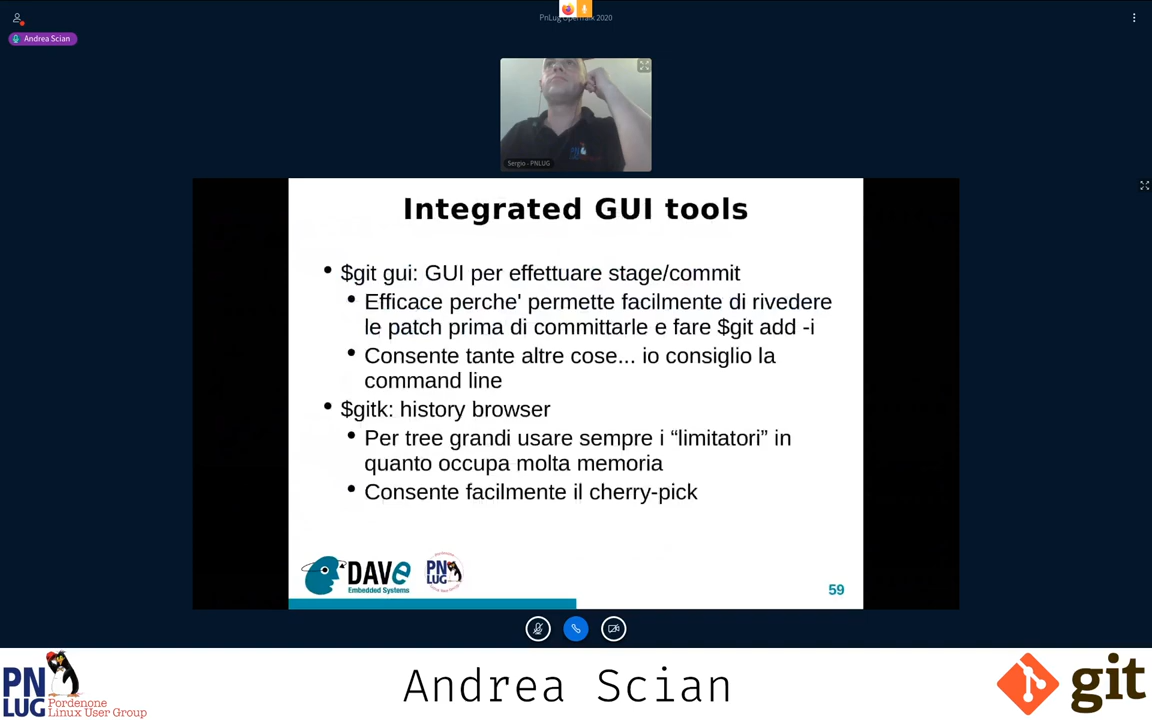 PnLug OpenTalk 2020
Andrea Scian
Sergio - PNLUG
Integrated GUI tools
• $git gui: GUI per effettuare stage/commit
• Efficace perche' permette facilmente di rivedere
le patch prima di committarle e fare $git add -i
• Consente tante altre cose... io consiglio la
command line
• $gitk: history browser
• Per tree grandi usare sempre i “limitatori” in
quanto occupa molta memoria
• Consente facilmente il cherry-pick
DAVe
Embedded Systems
PN
LUG
59
PN
LUG
Pordenone
Linux User Group
Andrea Scian
git